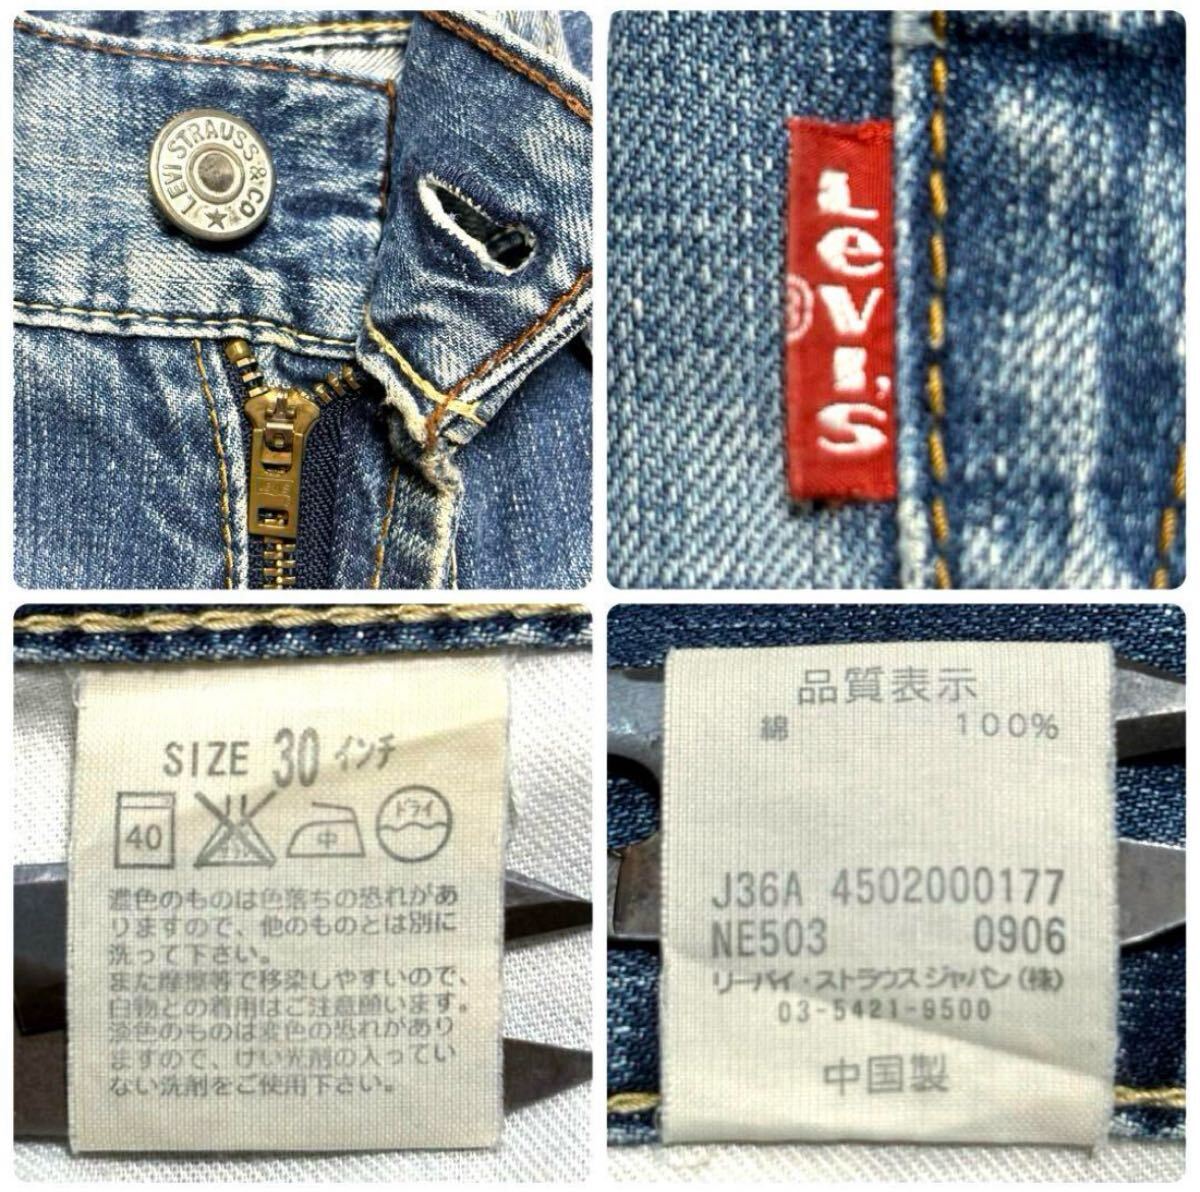 LEVI STRAUSS & CO
Levi's
®
SIZE 30 インチ
40
中
ドライ
濃色のものは色落ちの恐れがあ
りますので、他のものとは別に
洗って下さい。
また摩擦等で移染しやすいので、
白物との着用はご注意願います。
淡色のものは変色の恐れがあり
ますので、けい光剤の入ってい
ない洗剤をご使用下さい。
品質表示
綿 100%
J36A 4502000177
NE503 0906
リーバイ・ストラウス ジャパン(株)
03-5421-9500
中国製